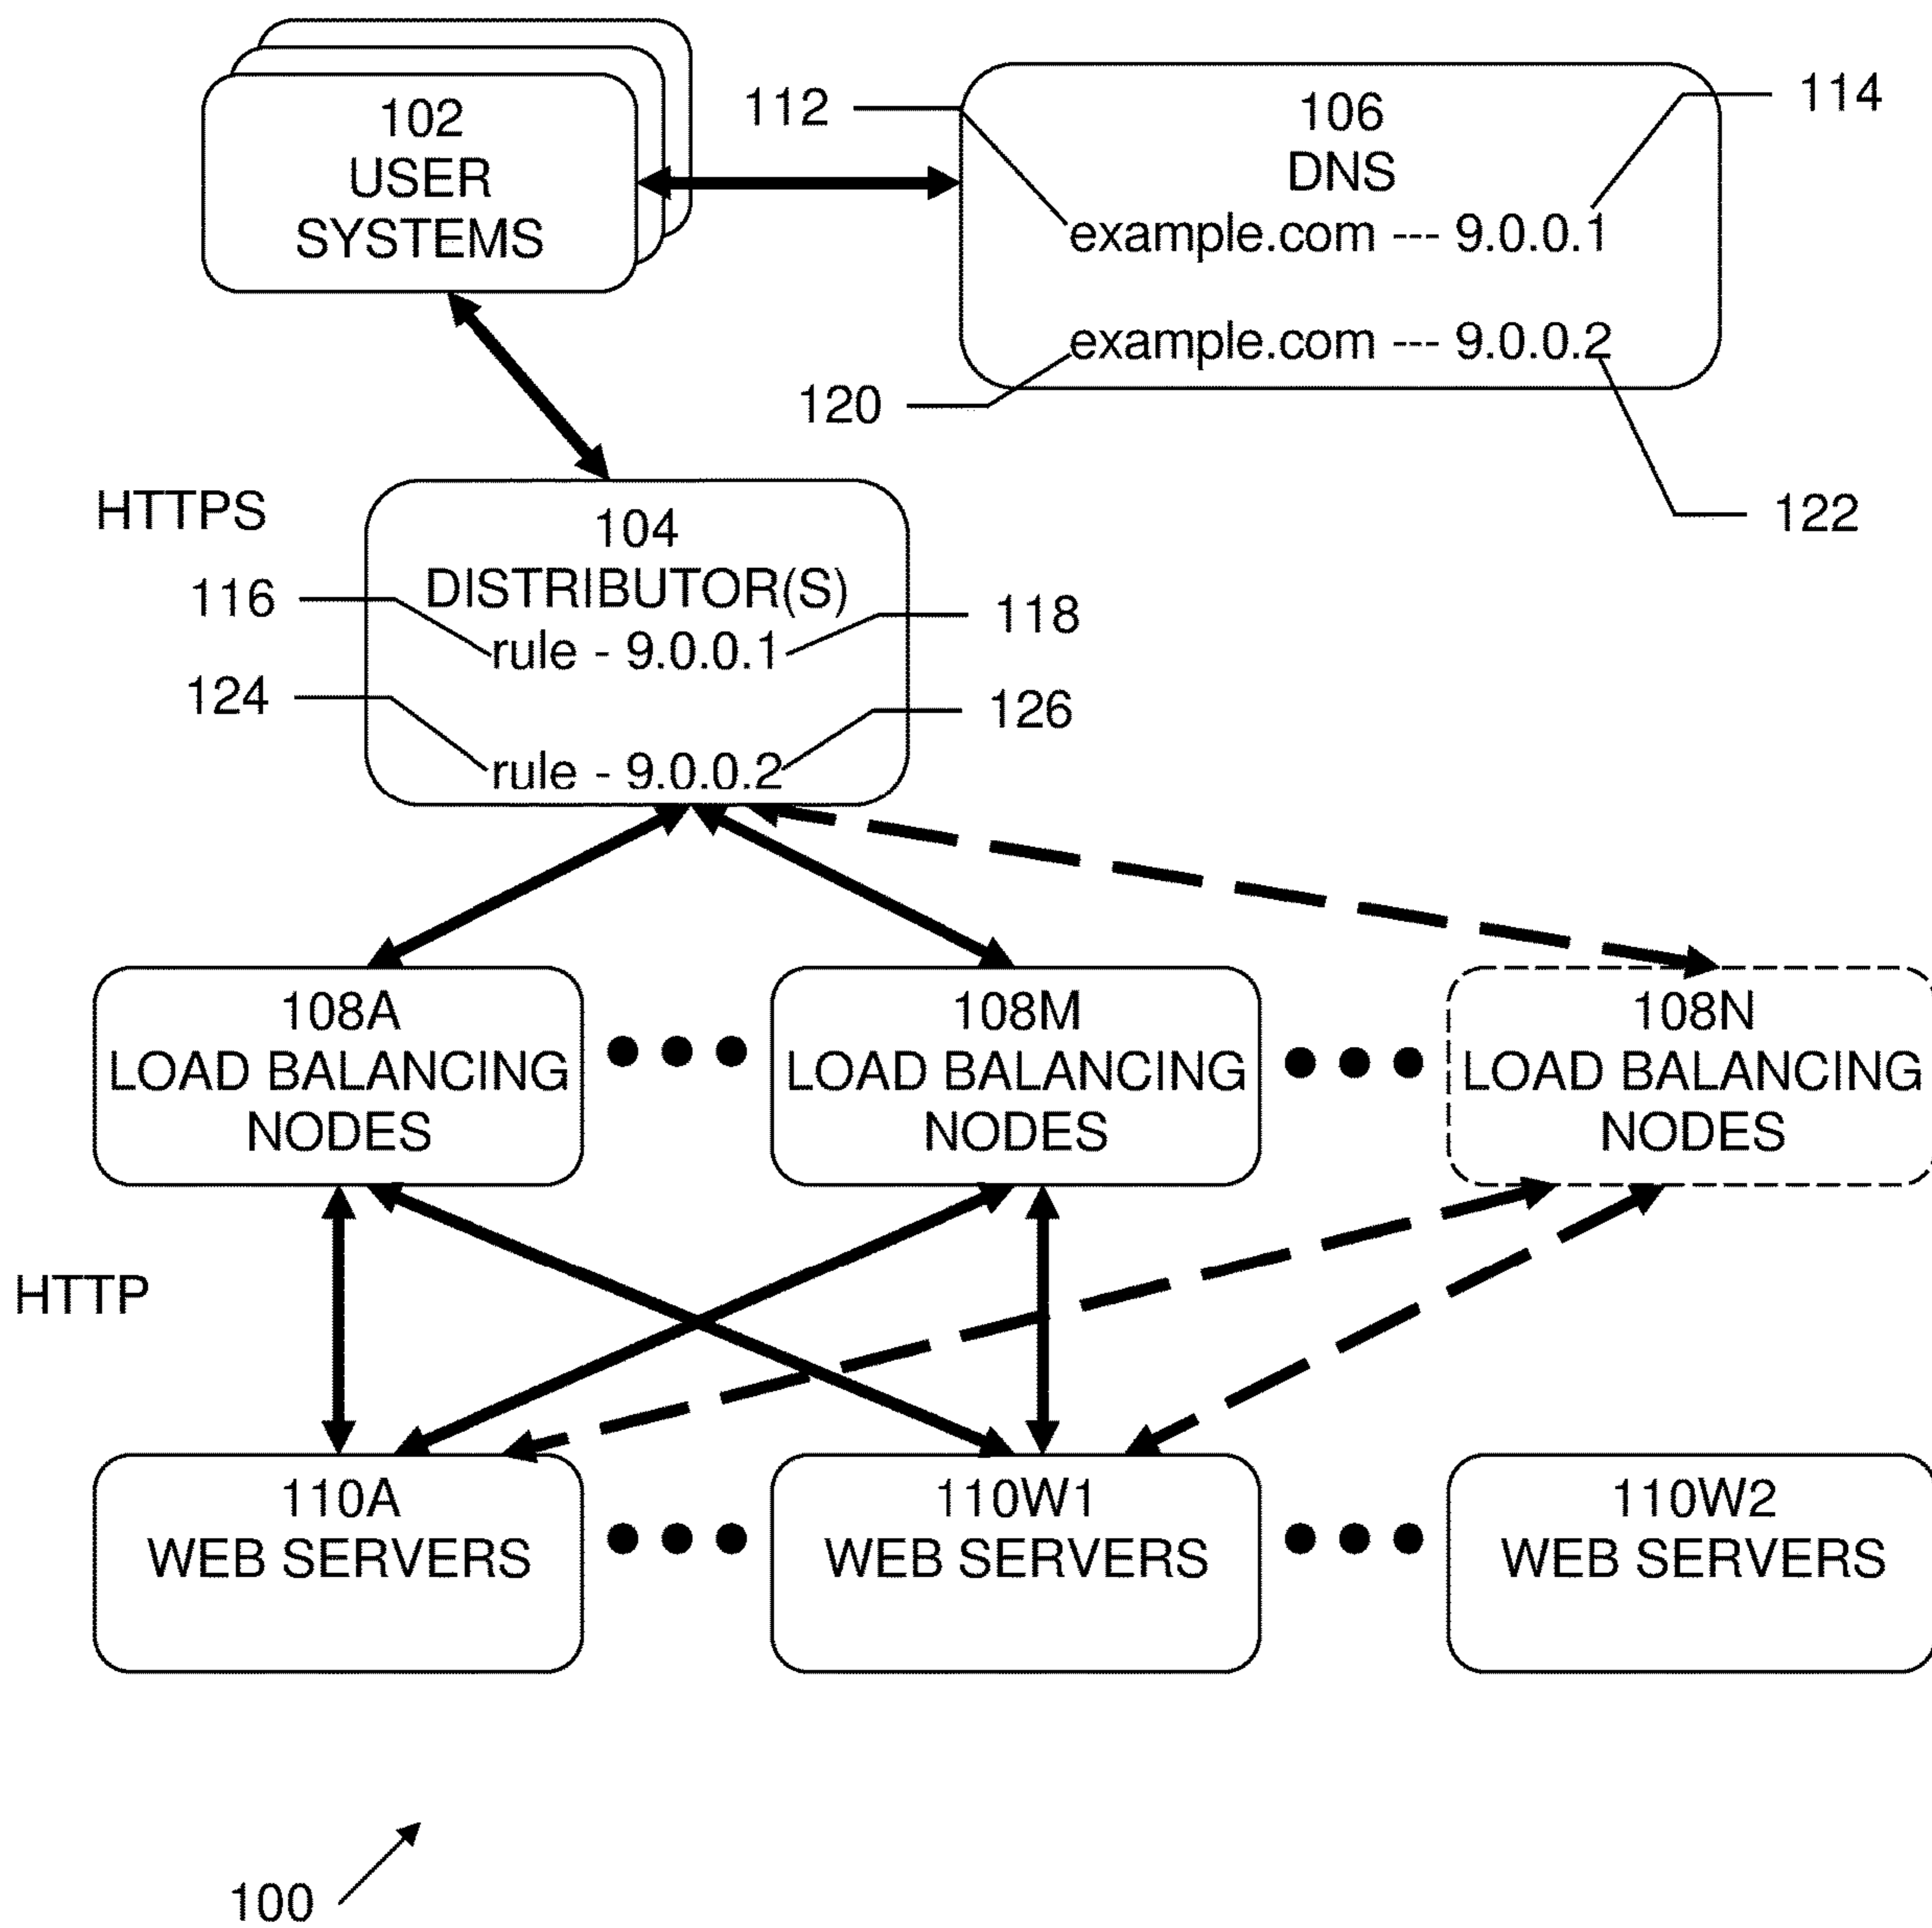 102
USER
SYSTEMS
112
106
DNS
114
example.com --- 9.0.0.1
example.com --- 9.0.0.2
120
122
HTTPS
104
DISTRIBUTOR(S)
116
118
rule - 9.0.0.1
124
126
rule - 9.0.0.2
108A
LOAD BALANCING
NODES
108M
LOAD BALANCING
NODES
108N
LOAD BALANCING
NODES
HTTP
110A
WEB SERVERS
110W1
WEB SERVERS
110W2
WEB SERVERS
100